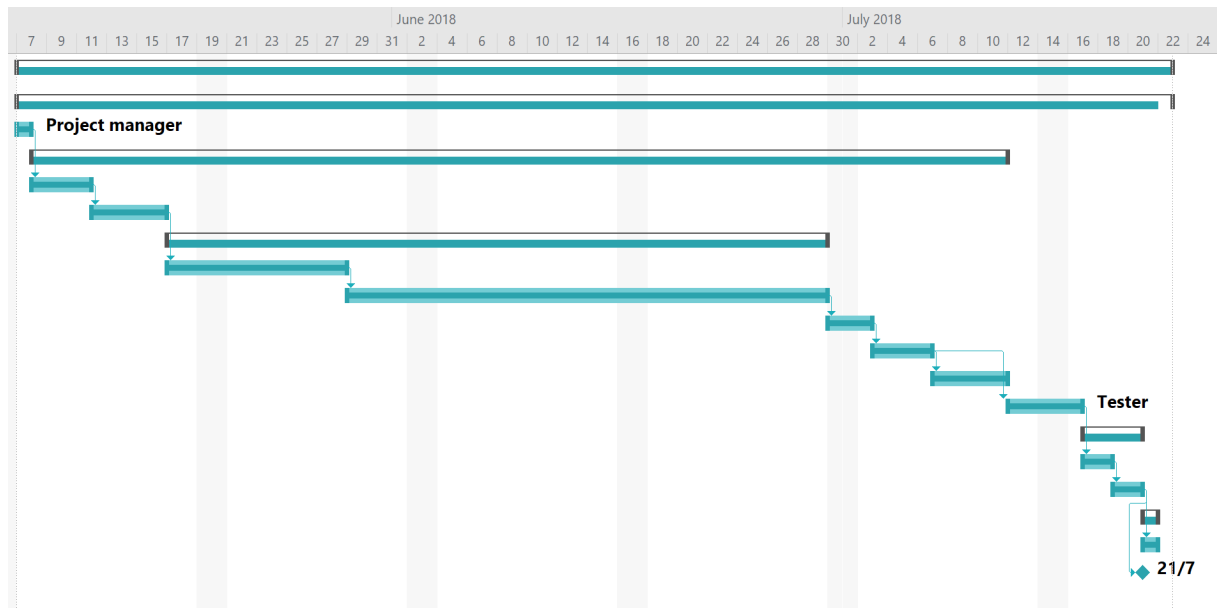 June 2018 July 2018
7 9 11 13 15 17 19 21 23 25 27 29 31 2 4 6 8 10 12 14 16 18 20 22 24 26 28 30 2 4 6 8 10 12 14 16 18 20 22 24
Project manager
Tester
21/7